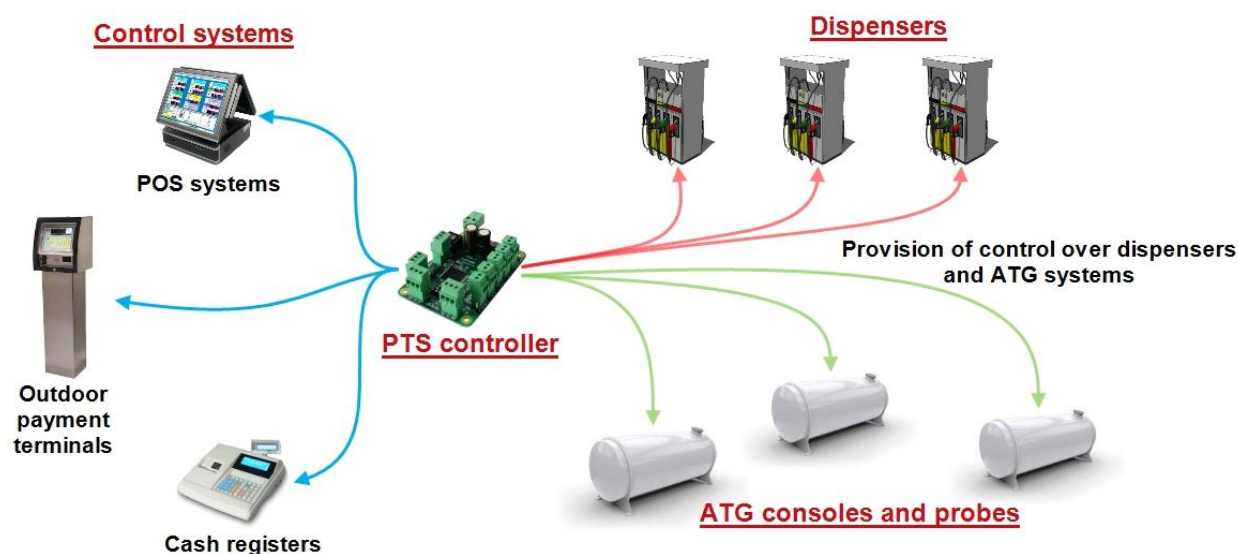 Control systems
Dispensers
POS systems
Provision of control over dispensers
and ATG systems
PTS controller
Outdoor
payment
terminals
ATG consoles and probes
Cash registers